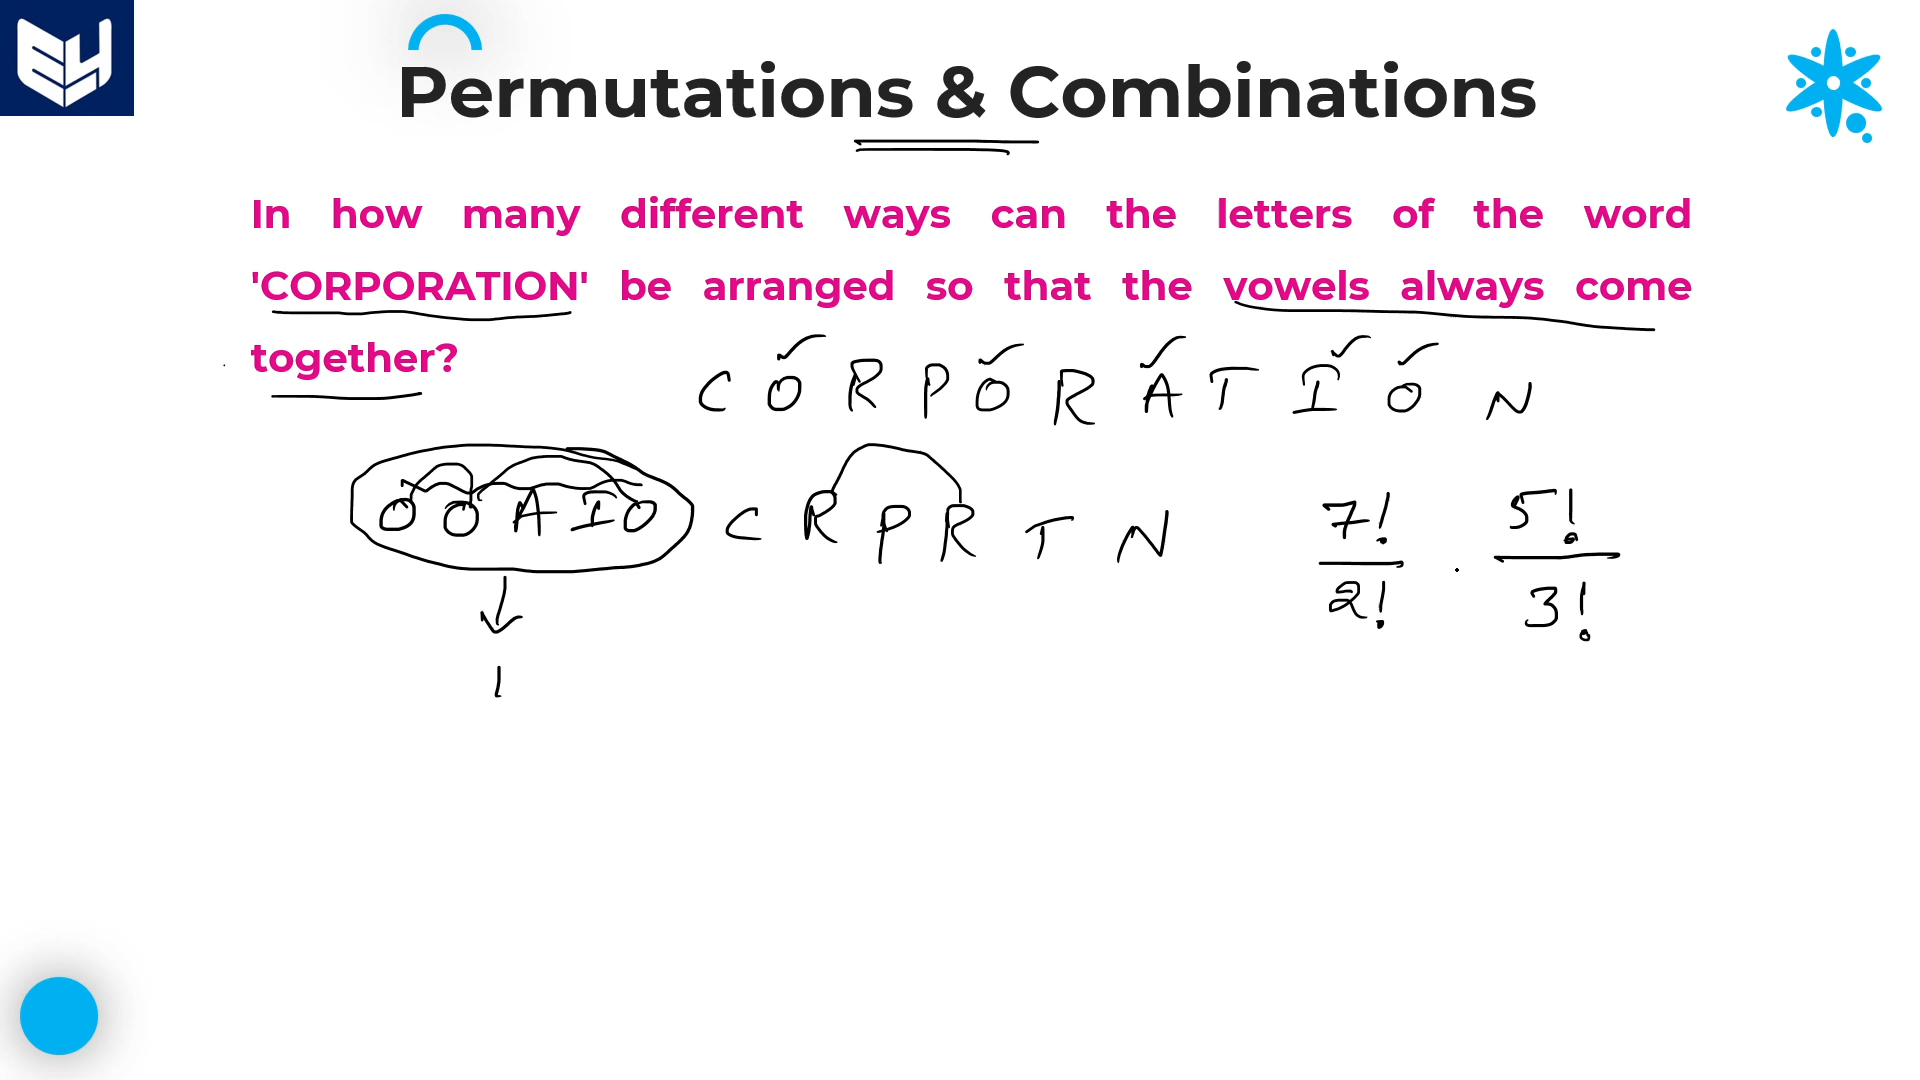 EY
Permutations & Combinations
In how many different ways can the letters of the word
'CORPORATION' be arranged so that the vowels always come
together?
C O R P O R A T I O N
O O A I O C R P R T N
7! / 2! . 5! / 3!
1